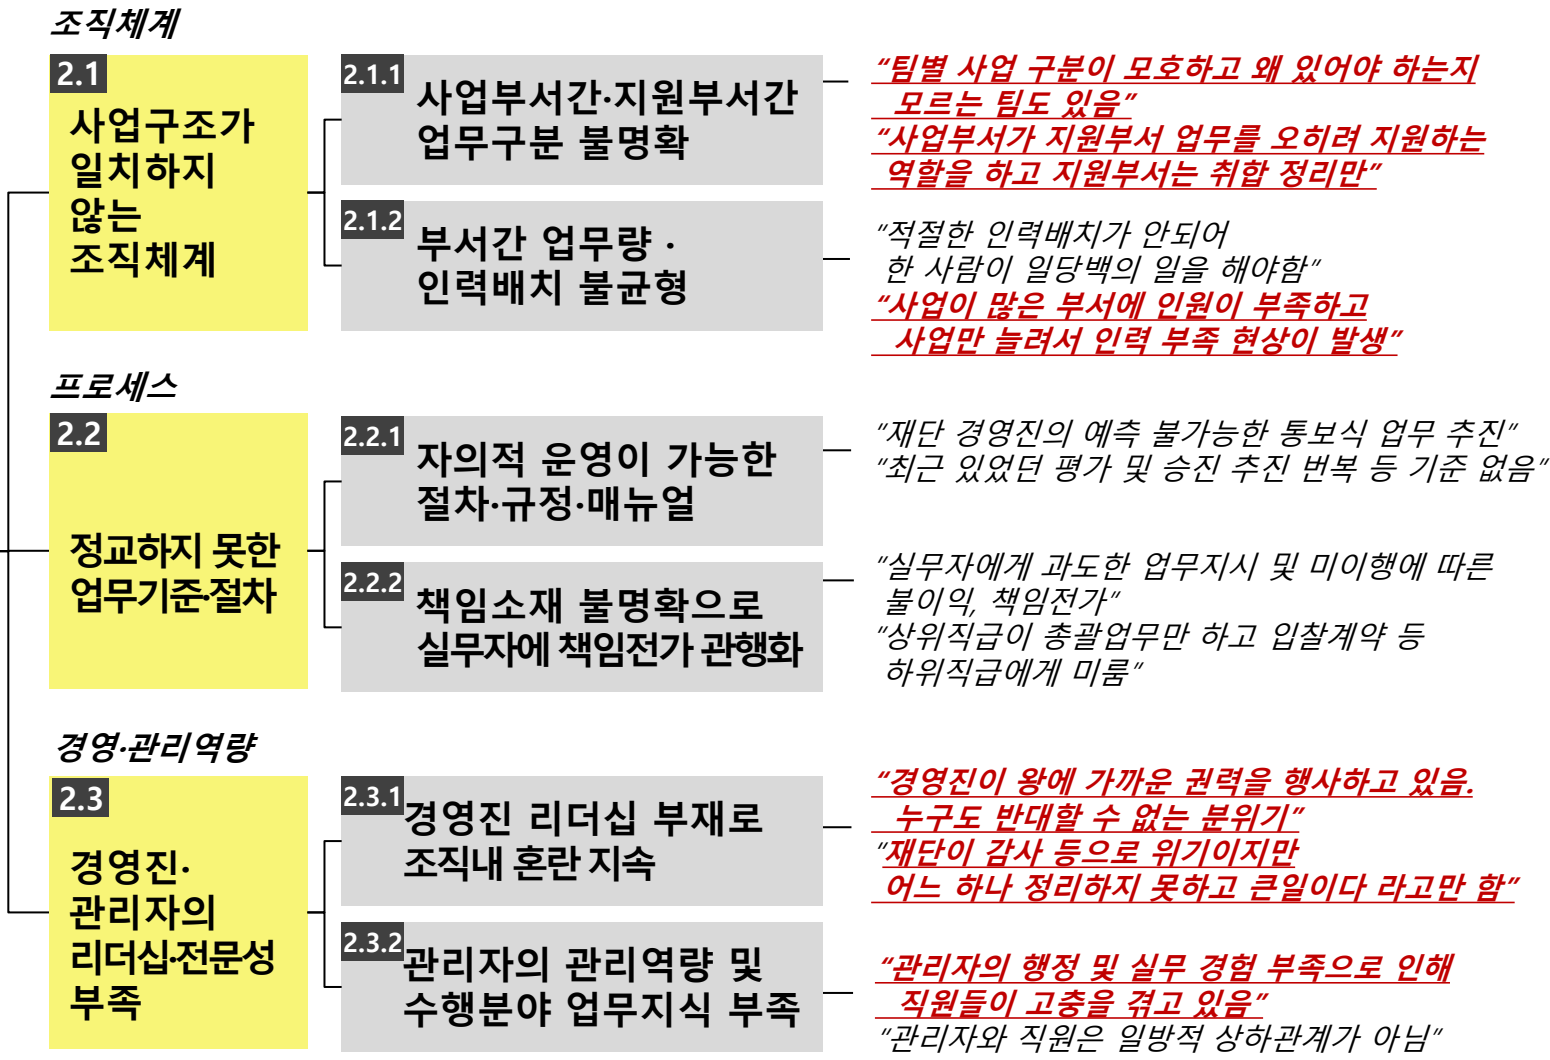 조직체계
2.1
사업구조가
일치하지
않는
조직체계
2.1.1
사업부서간·지원부서간
업무구분 불명확
“팀별 사업 구분이 모호하고 왜 있어야 하는지
모르는 팀도 있음”
“사업부서가 지원부서 업무를 오히려 지원하는
역할을 하고 지원부서는 취합 정리만”
2.1.2
부서간 업무량 ·
인력배치 불균형
“적절한 인력배치가 안되어
한 사람이 일당백의 일을 해야함”
“사업이 많은 부서에 인원이 부족하고
사업만 늘려서 인력 부족 현상이 발생”
프로세스
2.2
정교하지 못한
업무기준·절차
2.2.1
자의적 운영이 가능한
절차·규정·매뉴얼
“재단 경영진의 예측 불가능한 통보식 업무 추진”
“최근 있었던 평가 및 승진 추진 번복 등 기준 없음”
2.2.2
책임소재 불명확으로
실무자에 책임전가 관행화
“실무자에게 과도한 업무지시 및 미이행에 따른
불이익, 책임전가”
“상위직급이 총괄업무만 하고 입찰계약 등
하위직급에게 미룸”
경영·관리역량
2.3
경영진·
관리자의
리더십·전문성
부족
2.3.1
경영진 리더십 부재로
조직내 혼란 지속
“경영진이 왕에 가까운 권력을 행사하고 있음.
누구도 반대할 수 없는 분위기”
“재단이 감사 등으로 위기이지만
어느 하나 정리하지 못하고 큰일이다 라고만 함”
2.3.2
관리자의 관리역량 및
수행분야 업무지식 부족
“관리자의 행정 및 실무 경험 부족으로 인해
직원들이 고충을 겪고 있음”
“관리자와 직원은 일방적 상하관계가 아님”